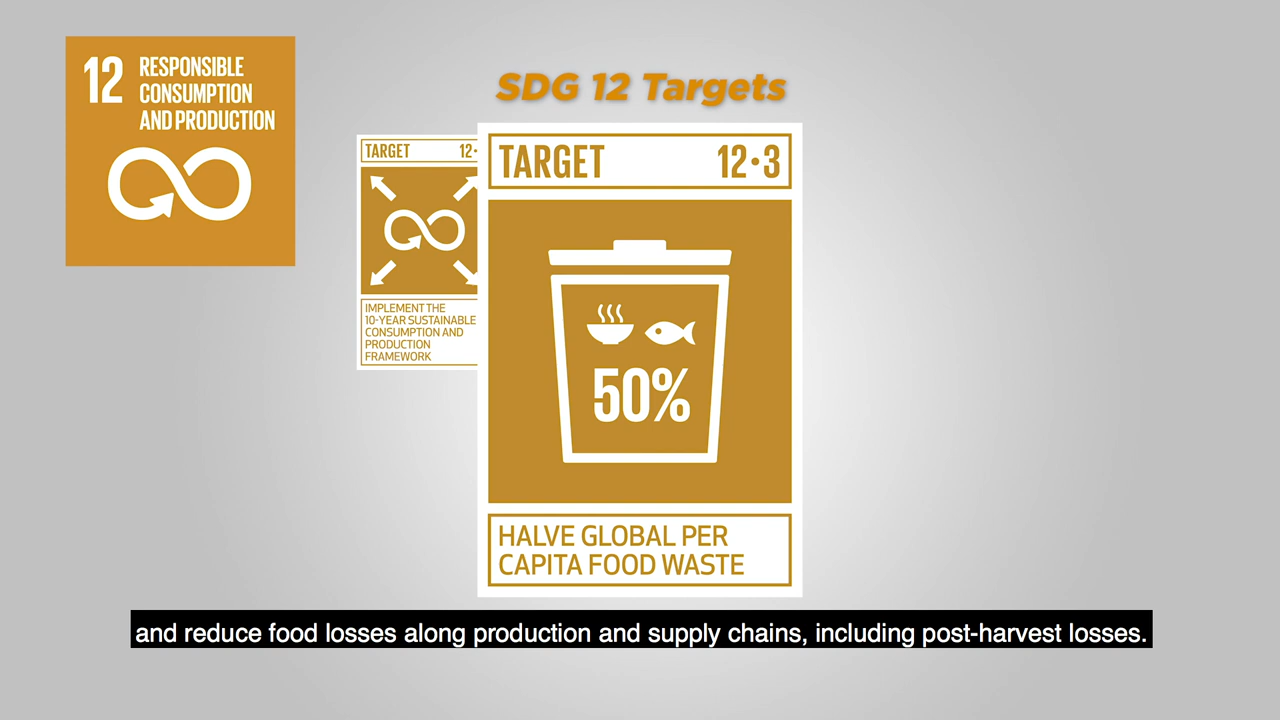 12 RESPONSIBLE
CONSUMPTION
AND PRODUCTION
SDG 12 Targets
TARGET 12•
IMPLEMENT THE
10-YEAR SUSTAINABLE
CONSUMPTION AND
PRODUCTION
FRAMEWORK
TARGET 12•3
50%
HALVE GLOBAL PER
CAPITA FOOD WASTE
and reduce food losses along production and supply chains, including post-harvest losses.